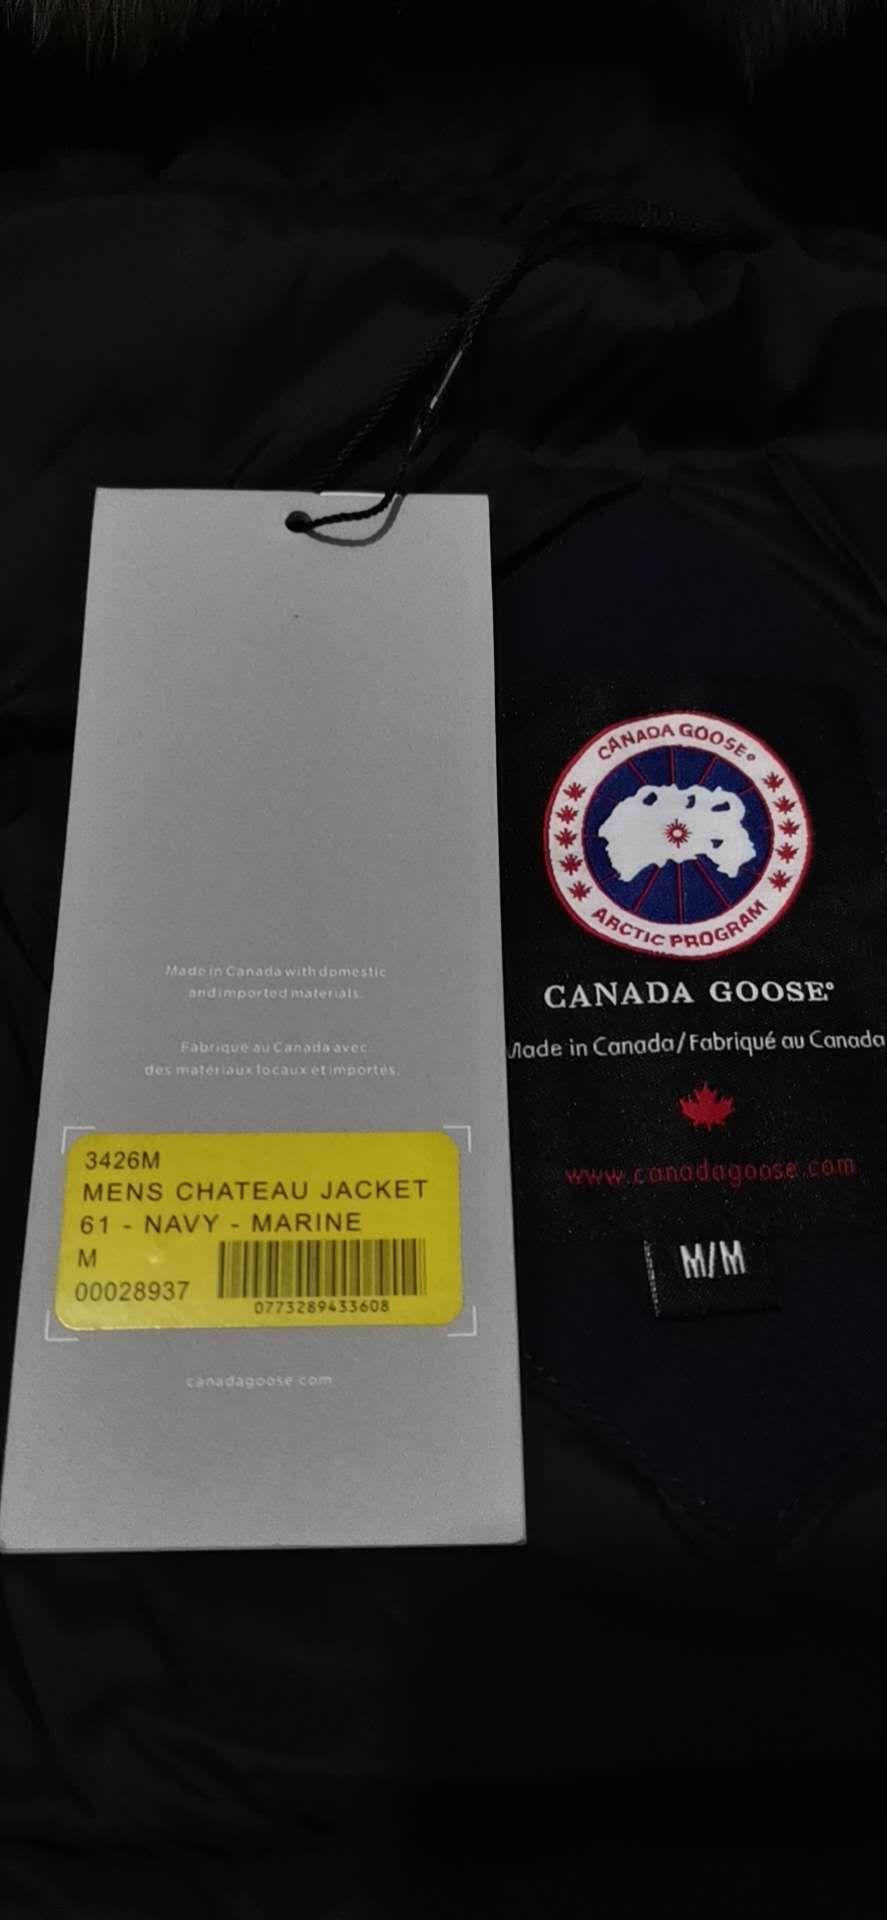 Made in Canada with domestic
and imported materials.
Fabriqué au Canada avec
des matériaux locaux et importés.
3426M
MENS CHATEAU JACKET
61 - NAVY - MARINE
M
00028937
0773289433608
canadagoose.com
CANADA GOOSE®
ARCTIC PROGRAM
CANADA GOOSE®
Made in Canada/Fabriqué au Canada
www.canadagoose.com
M/M